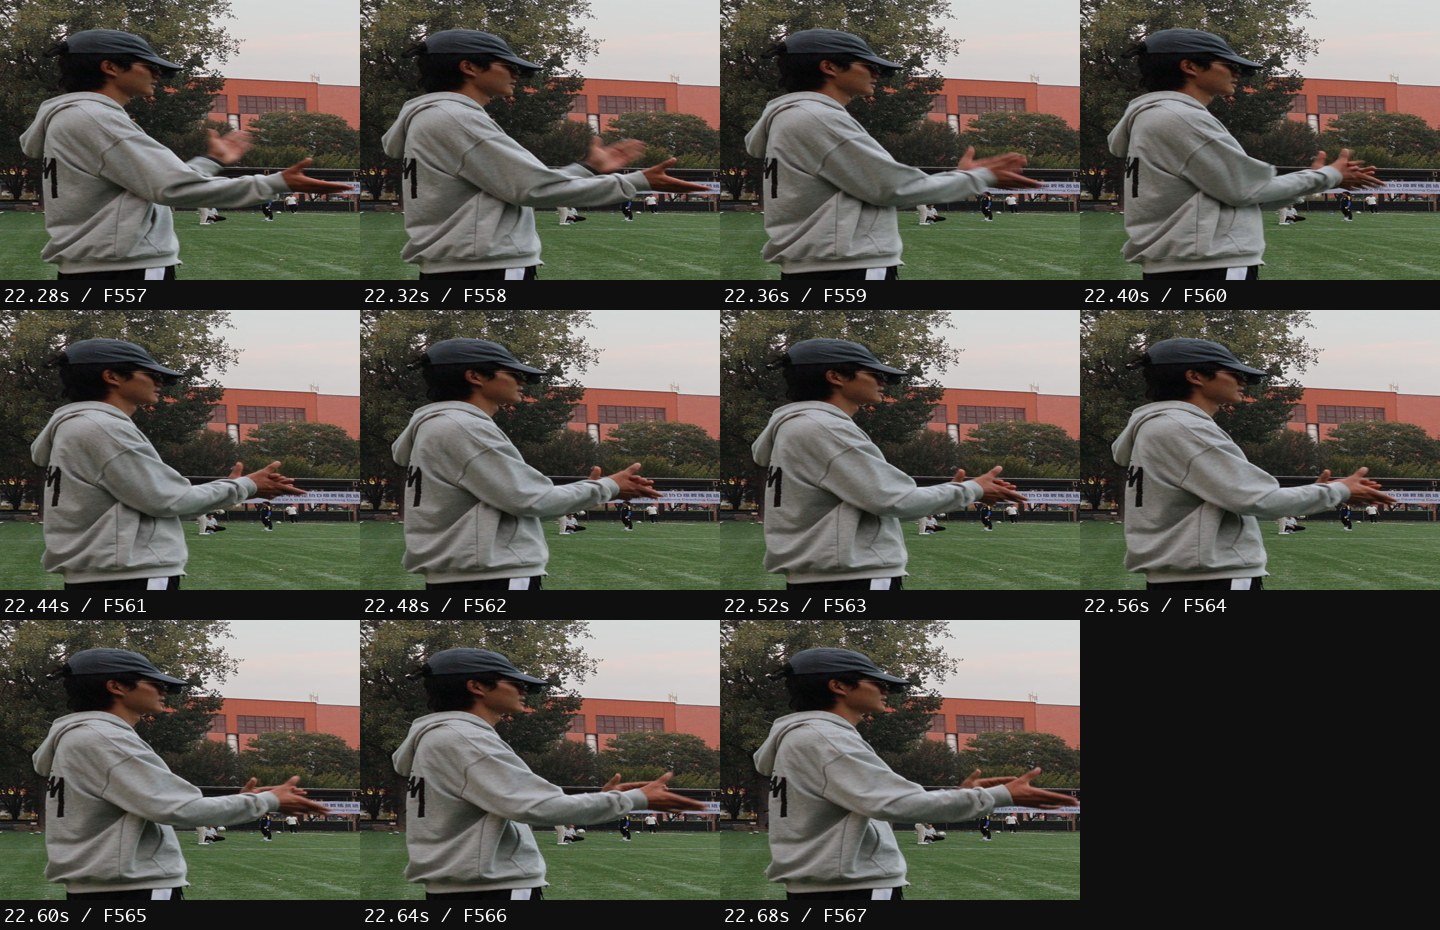 22.28s / F557
22.32s / F558
22.36s / F559
22.40s / F560
22.44s / F561
22.48s / F562
22.52s / F563
22.56s / F564
22.60s / F565
22.64s / F566
22.68s / F567